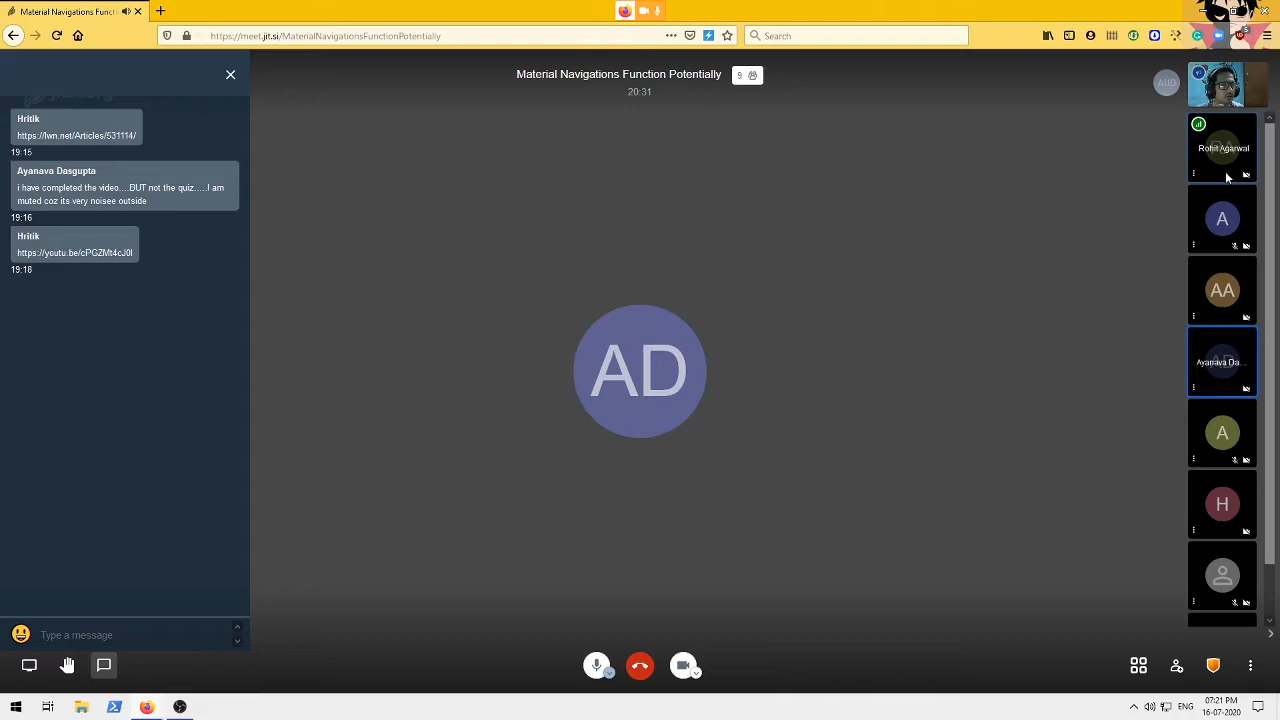 Material Navigations Functi
https://meet.jit.si/MaterialNavigationsFunctionPotentially
Search
Material Navigations Function Potentially
9
20:31
AUD
Hritik
https://lwn.net/Articles/531114/
19:15
Ayanava Dasgupta
i have completed the video....BUT not the quiz.....I am
muted coz its very noisee outside
19:16
Hritik
https://youtu.be/cPGZMt4cJ0I
19:18
AD
Rohit Agarwal
A
AA
Ayanava Da...
A
H
Type a message
ENG
07:21 PM
16-07-2020